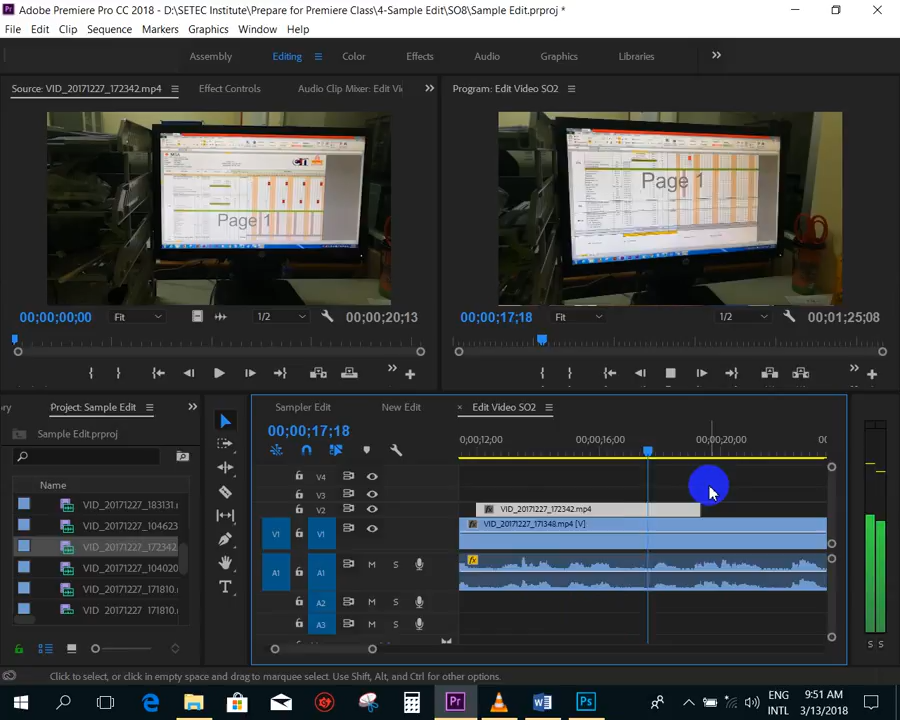 Adobe Premiere Pro CC 2018 - D:\SETEC Institute\Prepare for Premiere Class\4-Sample Edit\SO8\Sample Edit.prproj *
File Edit Clip Sequence Markers Graphics Window Help
Assembly Editing Color Effects Audio Graphics Libraries
Source: VID_20171227_172342.mp4 Effect Controls Audio Clip Mixer: Edit Vi
Program: Edit Video SO2
Page 1
Page 1
00;00;00;00 Fit 1/2 00;00;20;13
00;00;17;18 Fit 1/2 00;01;25;08
ory Project: Sample Edit
Sample Edit.prproj
Name
VID_20171227_183131.
VID_20171227_104623
VID_20171227_172342
VID_20171227_104020
VID_20171227_171810.
VID 20171227 171810.
Sampler Edit New Edit Edit Video SO2
00;00;17;18
0;00;12;00 00;00;16;00 00;00;20;00 00
V4
V3
V2 VID_20171227_172342.mp4
V1 V1 VID_20171227_171348.mp4 [V]
A1 A1 M S
A2 M S
A3 M S
S S
Click to select, or click in empty space and drag to marquee select. Use Shift, Alt, and Ctrl for other options.
ENG
INTL
9:51 AM
3/13/2018